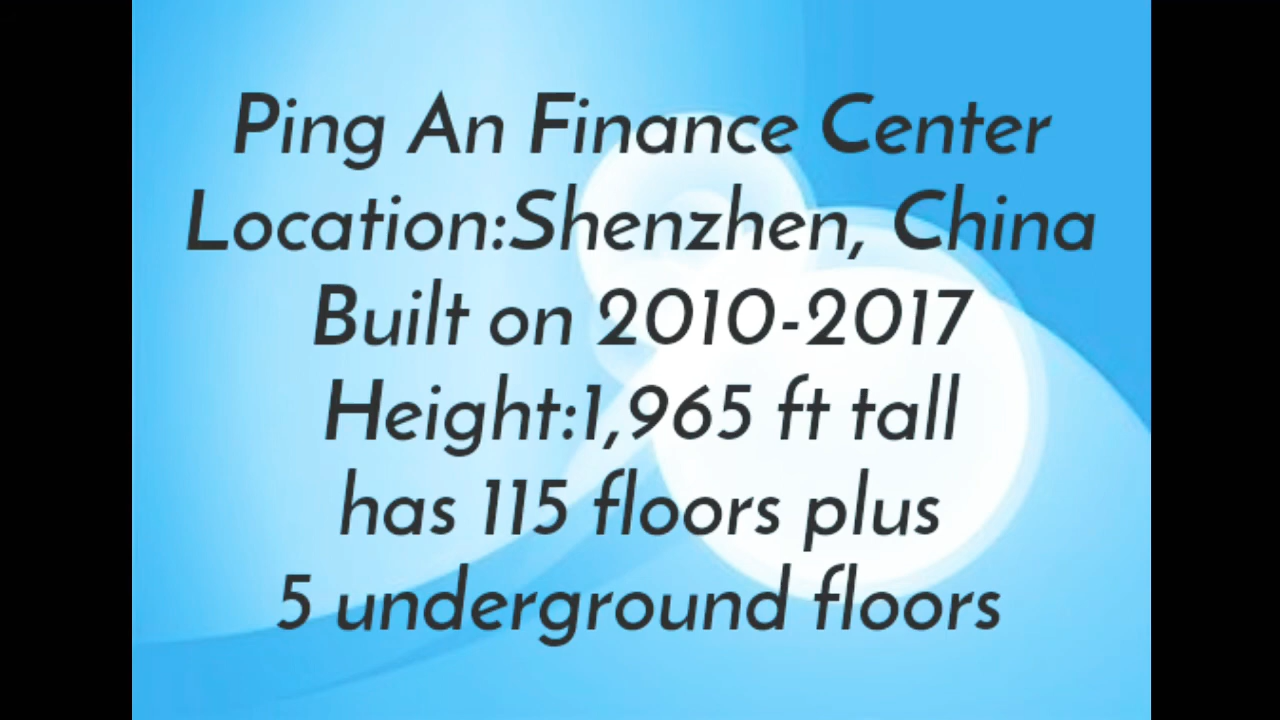 Ping An Finance Center
Location:Shenzhen, China
Built on 2010-2017
Height:1,965 ft tall
has 115 floors plus
5 underground floors